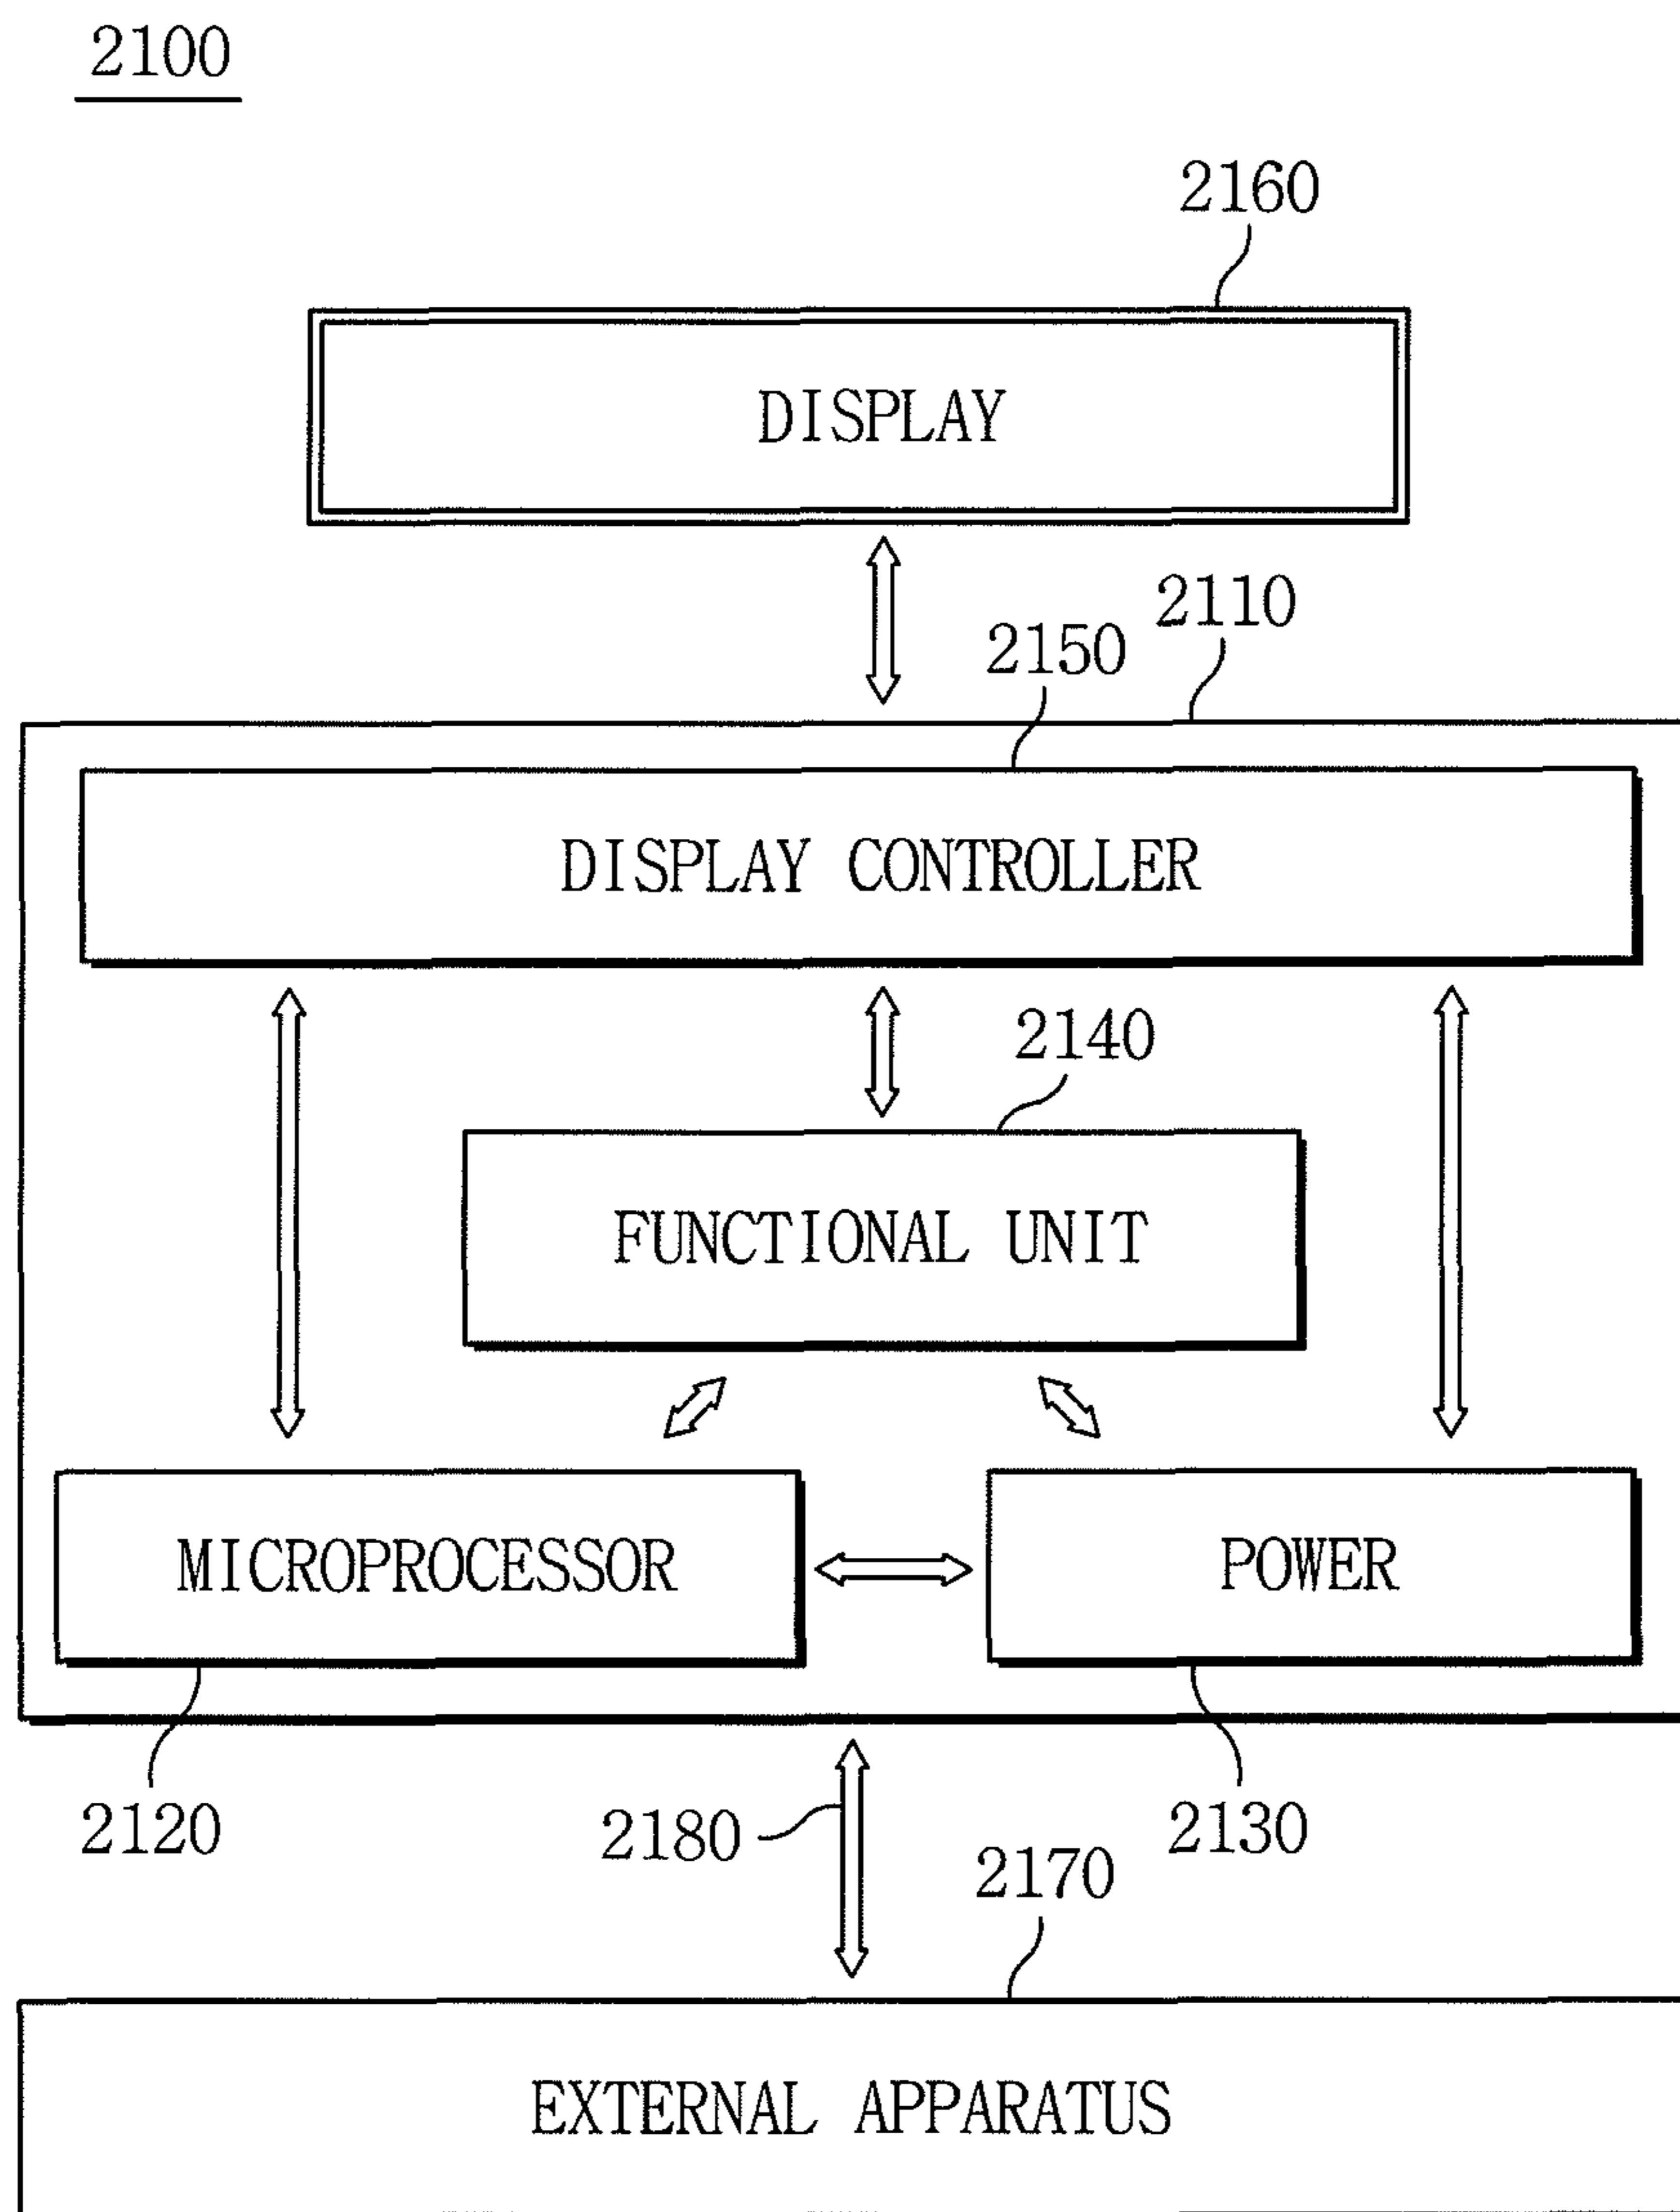 2100
2160
DISPLAY
2110
2150
DISPLAY CONTROLLER
2140
FUNCTIONAL UNIT
MICROPROCESSOR
POWER
2120
2180
2130
2170
EXTERNAL APPARATUS